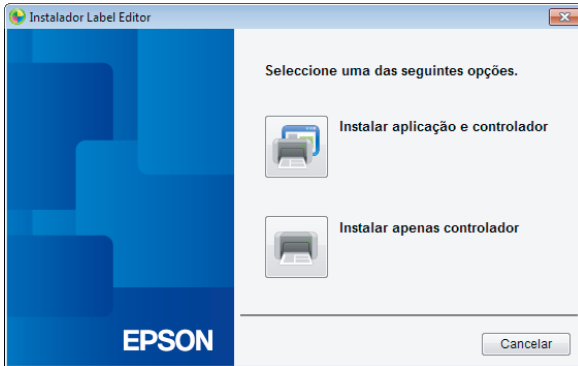 Instalador Label Editor
Seleccione uma das seguintes opções.
Instalar aplicação e controlador
Instalar apenas controlador
EPSON
Cancelar